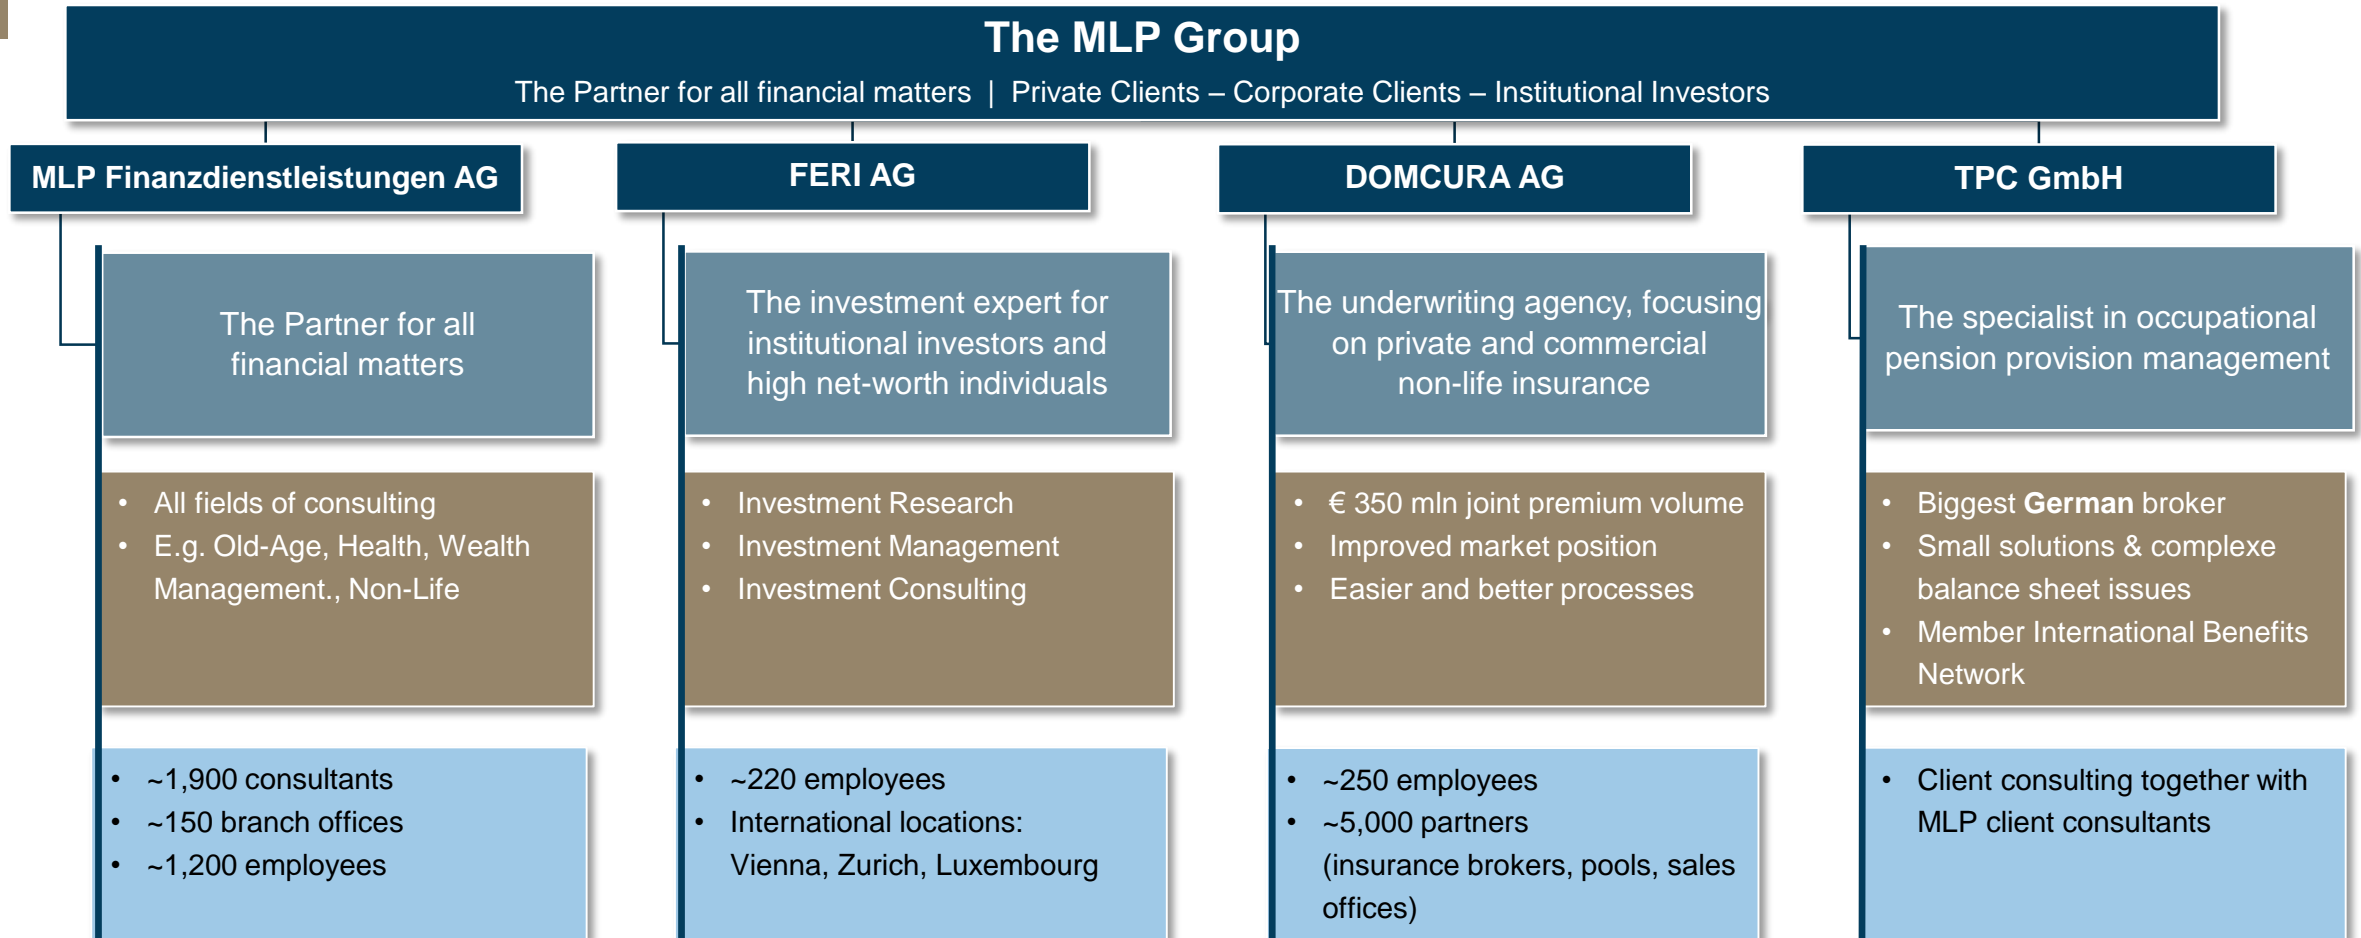 The MLP Group
The Partner for all financial matters | Private Clients – Corporate Clients – Institutional Investors
MLP Finanzdienstleistungen AG
The Partner for all
financial matters
• All fields of consulting
• E.g. Old-Age, Health, Wealth
Management., Non-Life
• ~1,900 consultants
• ~150 branch offices
• ~1,200 employees
FERI AG
The investment expert for
institutional investors and
high net-worth individuals
• Investment Research
• Investment Management
• Investment Consulting
• ~220 employees
• International locations:
Vienna, Zurich, Luxembourg
DOMCURA AG
The underwriting agency, focusing
on private and commercial
non-life insurance
• € 350 mln joint premium volume
• Improved market position
• Easier and better processes
• ~250 employees
• ~5,000 partners
(insurance brokers, pools, sales
offices)
TPC GmbH
The specialist in occupational
pension provision management
• Biggest German broker
• Small solutions & complexe
balance sheet issues
• Member International Benefits
Network
• Client consulting together with
MLP client consultants